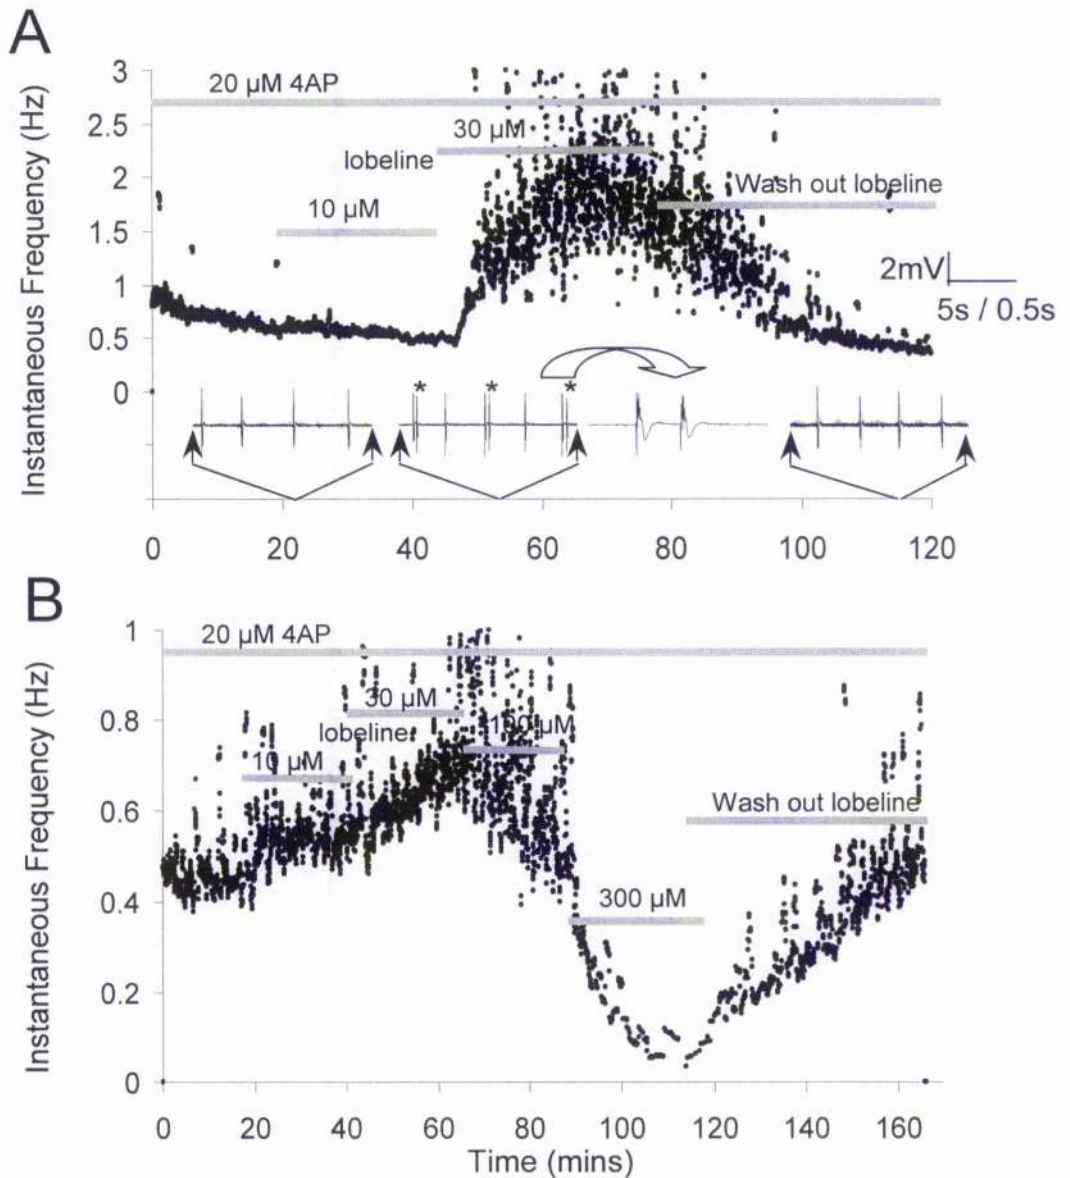 A
Instantaneous Frequency (Hz)
3
2.5
2
1.5
1
0.5
0
20 µM 4AP
30 µM
lobeline
10 µM
Wash out lobeline
2mV
5s / 0.5s
* * *
0 20 40 60 80 100 120
B
Instantaneous Frequency (Hz)
1
0.8
0.6
0.4
0.2
0
20 µM 4AP
30 µM
lobeline
100 µM
10 µM
Wash out lobeline
300 µM
0 20 40 60 80 100 120 140 160
Time (mins)